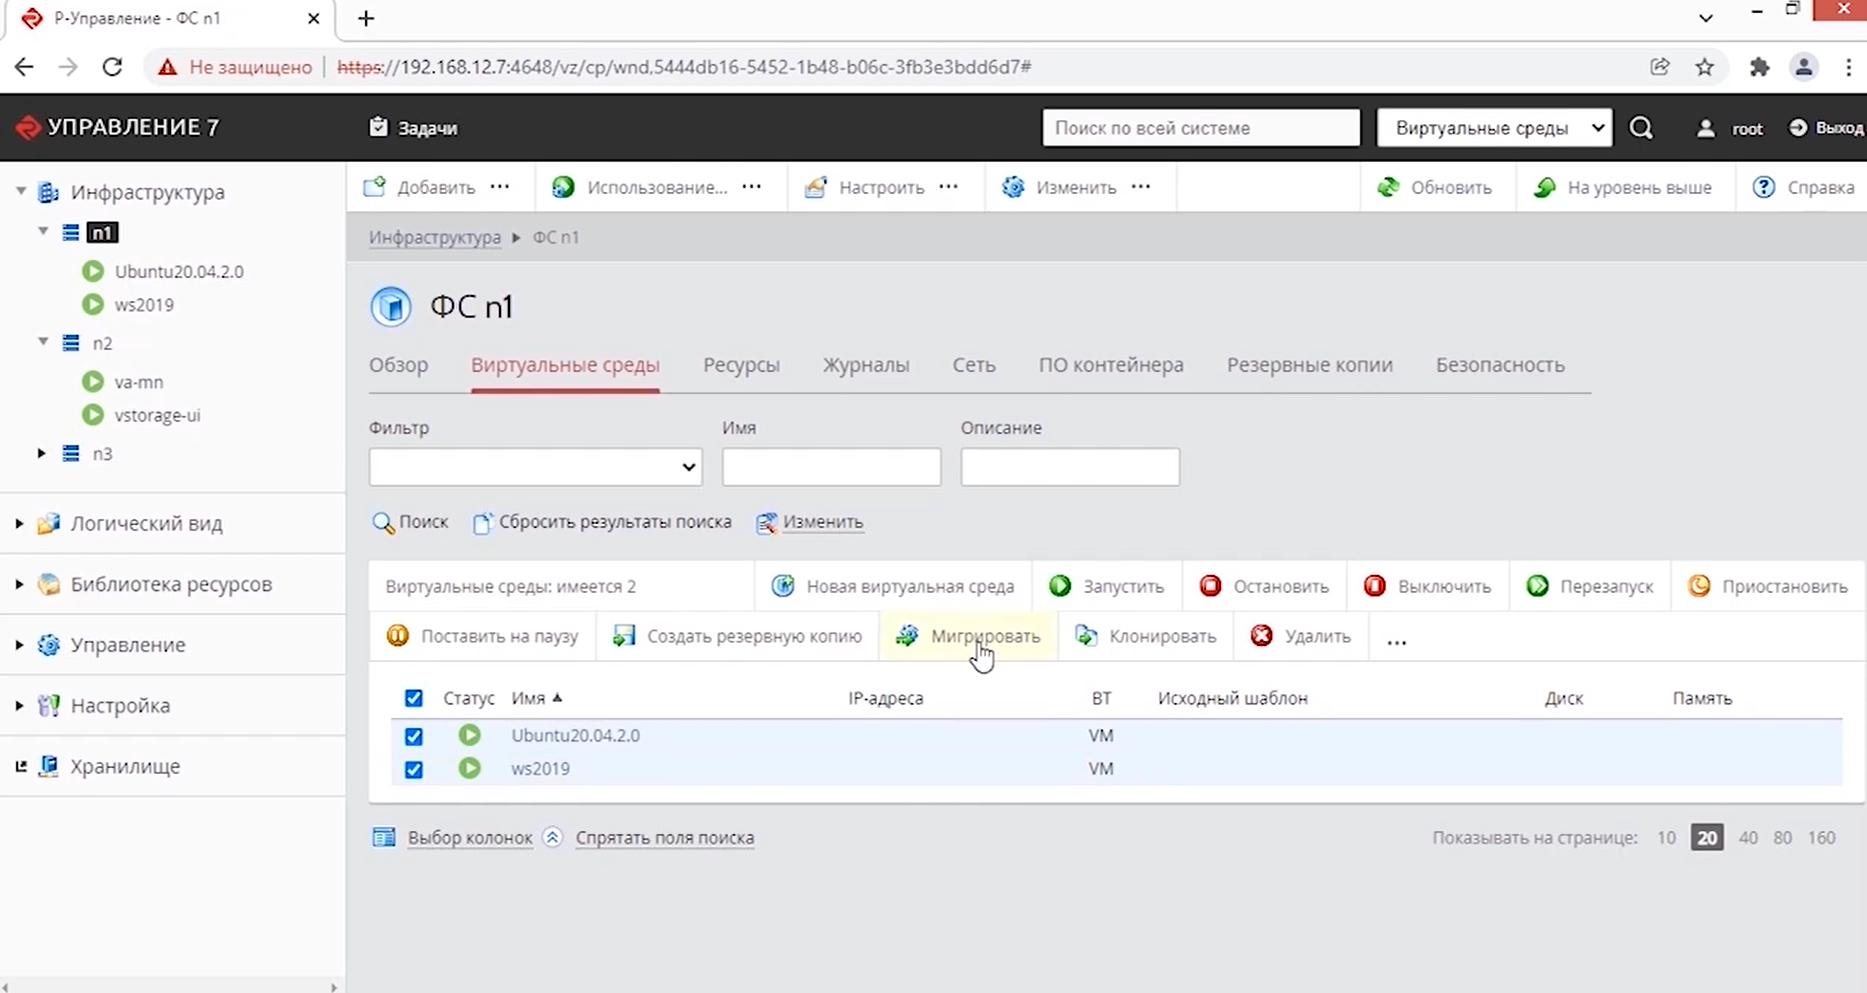 Р-Управление - ФС n1
Не защищено
https://192.168.12.7:4648/vz/cp/wnd,5444db16-5452-1b48-b06c-3fb3e3bdd6d7#
УПРАВЛЕНИЕ 7
Задачи
Поиск по всей системе
Виртуальные среды
root
Выход
Инфраструктура
n1
Ubuntu20.04.2.0
ws2019
n2
va-mn
vstorage-ui
n3
Логический вид
Библиотека ресурсов
Управление
Настройка
Хранилище
Добавить ...
Использование... ...
Настроить ...
Изменить ...
Обновить
На уровень выше
Справка
Инфраструктура ▸ ФС n1
ФС n1
Обзор
Виртуальные среды
Ресурсы
Журналы
Сеть
ПО контейнера
Резервные копии
Безопасность
Фильтр
Имя
Описание
Поиск
Сбросить результаты поиска
Изменить
Виртуальные среды: имеется 2
Новая виртуальная среда
Запустить
Остановить
Выключить
Перезапуск
Приостановить
Поставить на паузу
Создать резервную копию
Мигрировать
Клонировать
Удалить
...
Статус Имя ▲ IP-адреса ВТ Исходный шаблон Диск Память
Ubuntu20.04.2.0 VM
ws2019 VM
Выбор колонок
Спрятать поля поиска
Показывать на странице: 10 20 40 80 160